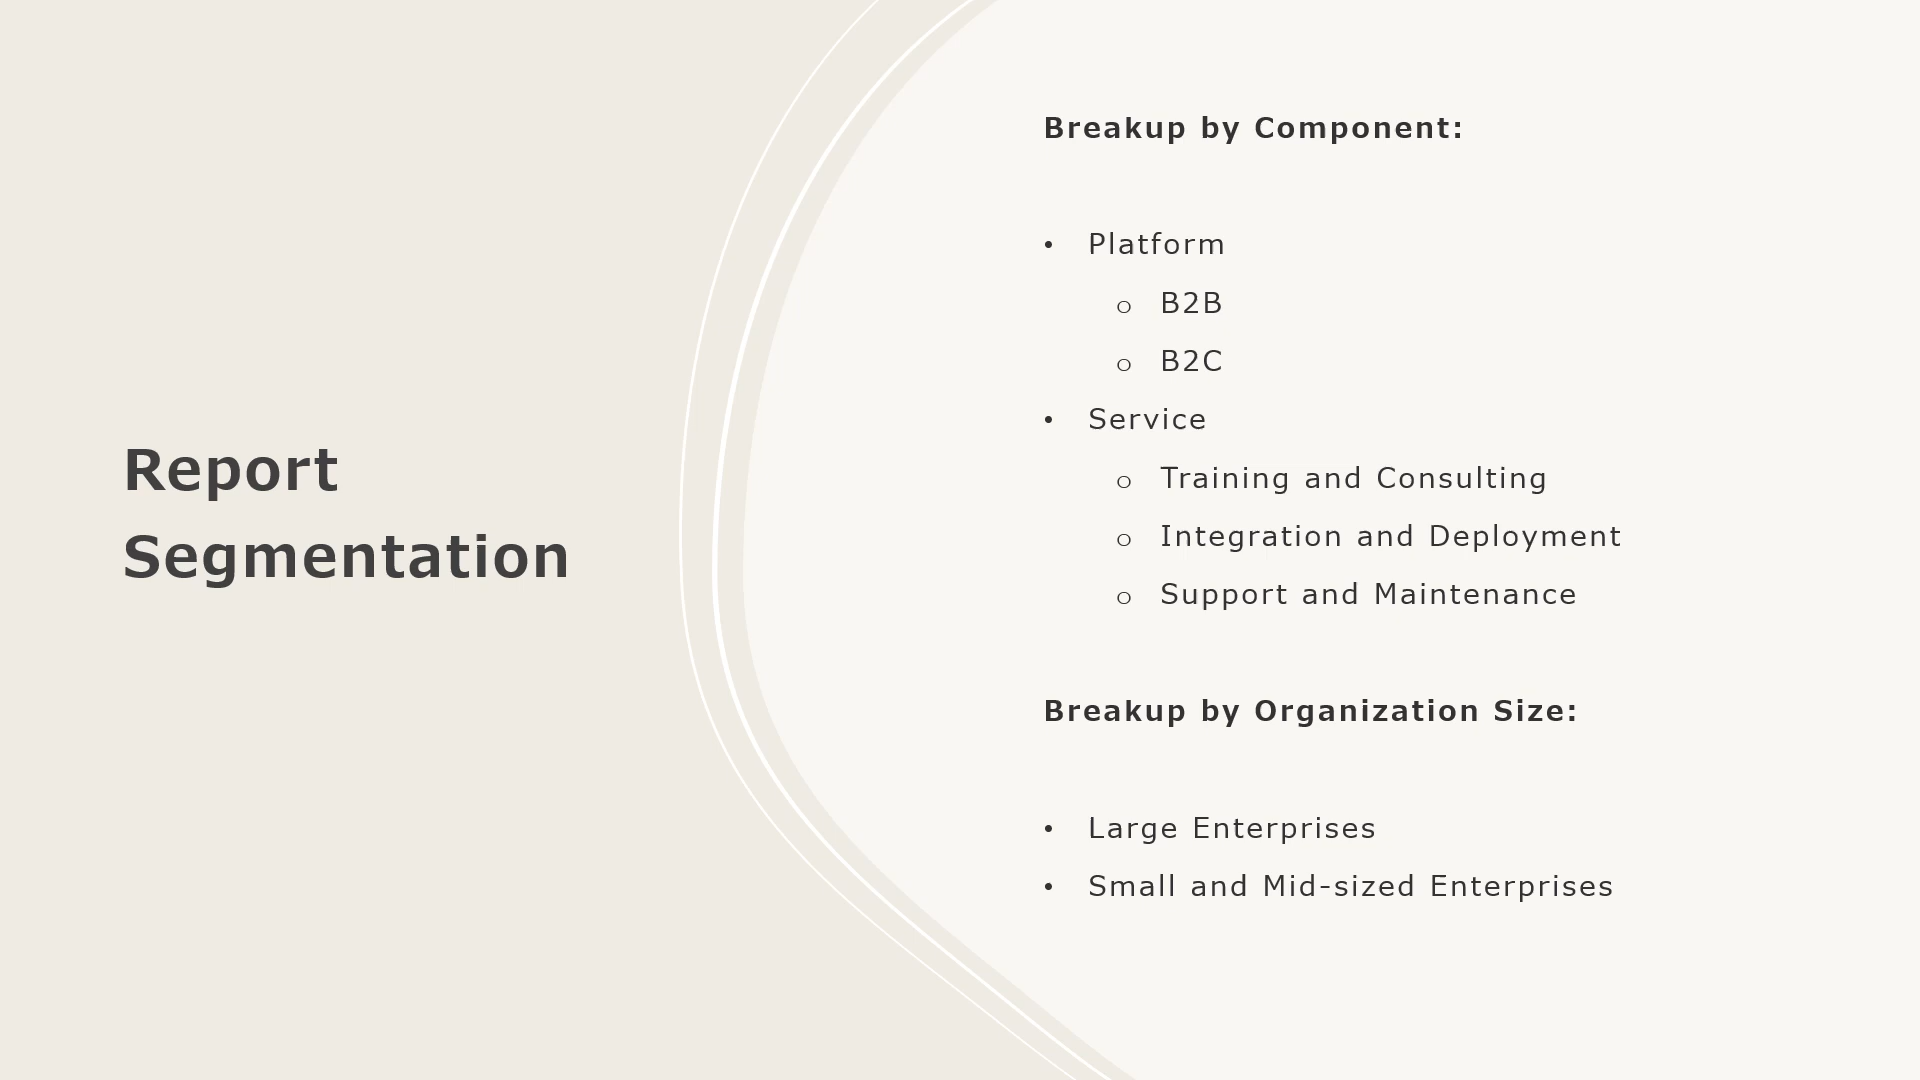 Report
Segmentation
Breakup by Component:
• Platform
o B2B
o B2C
• Service
o Training and Consulting
o Integration and Deployment
o Support and Maintenance
Breakup by Organization Size:
• Large Enterprises
• Small and Mid-sized Enterprises